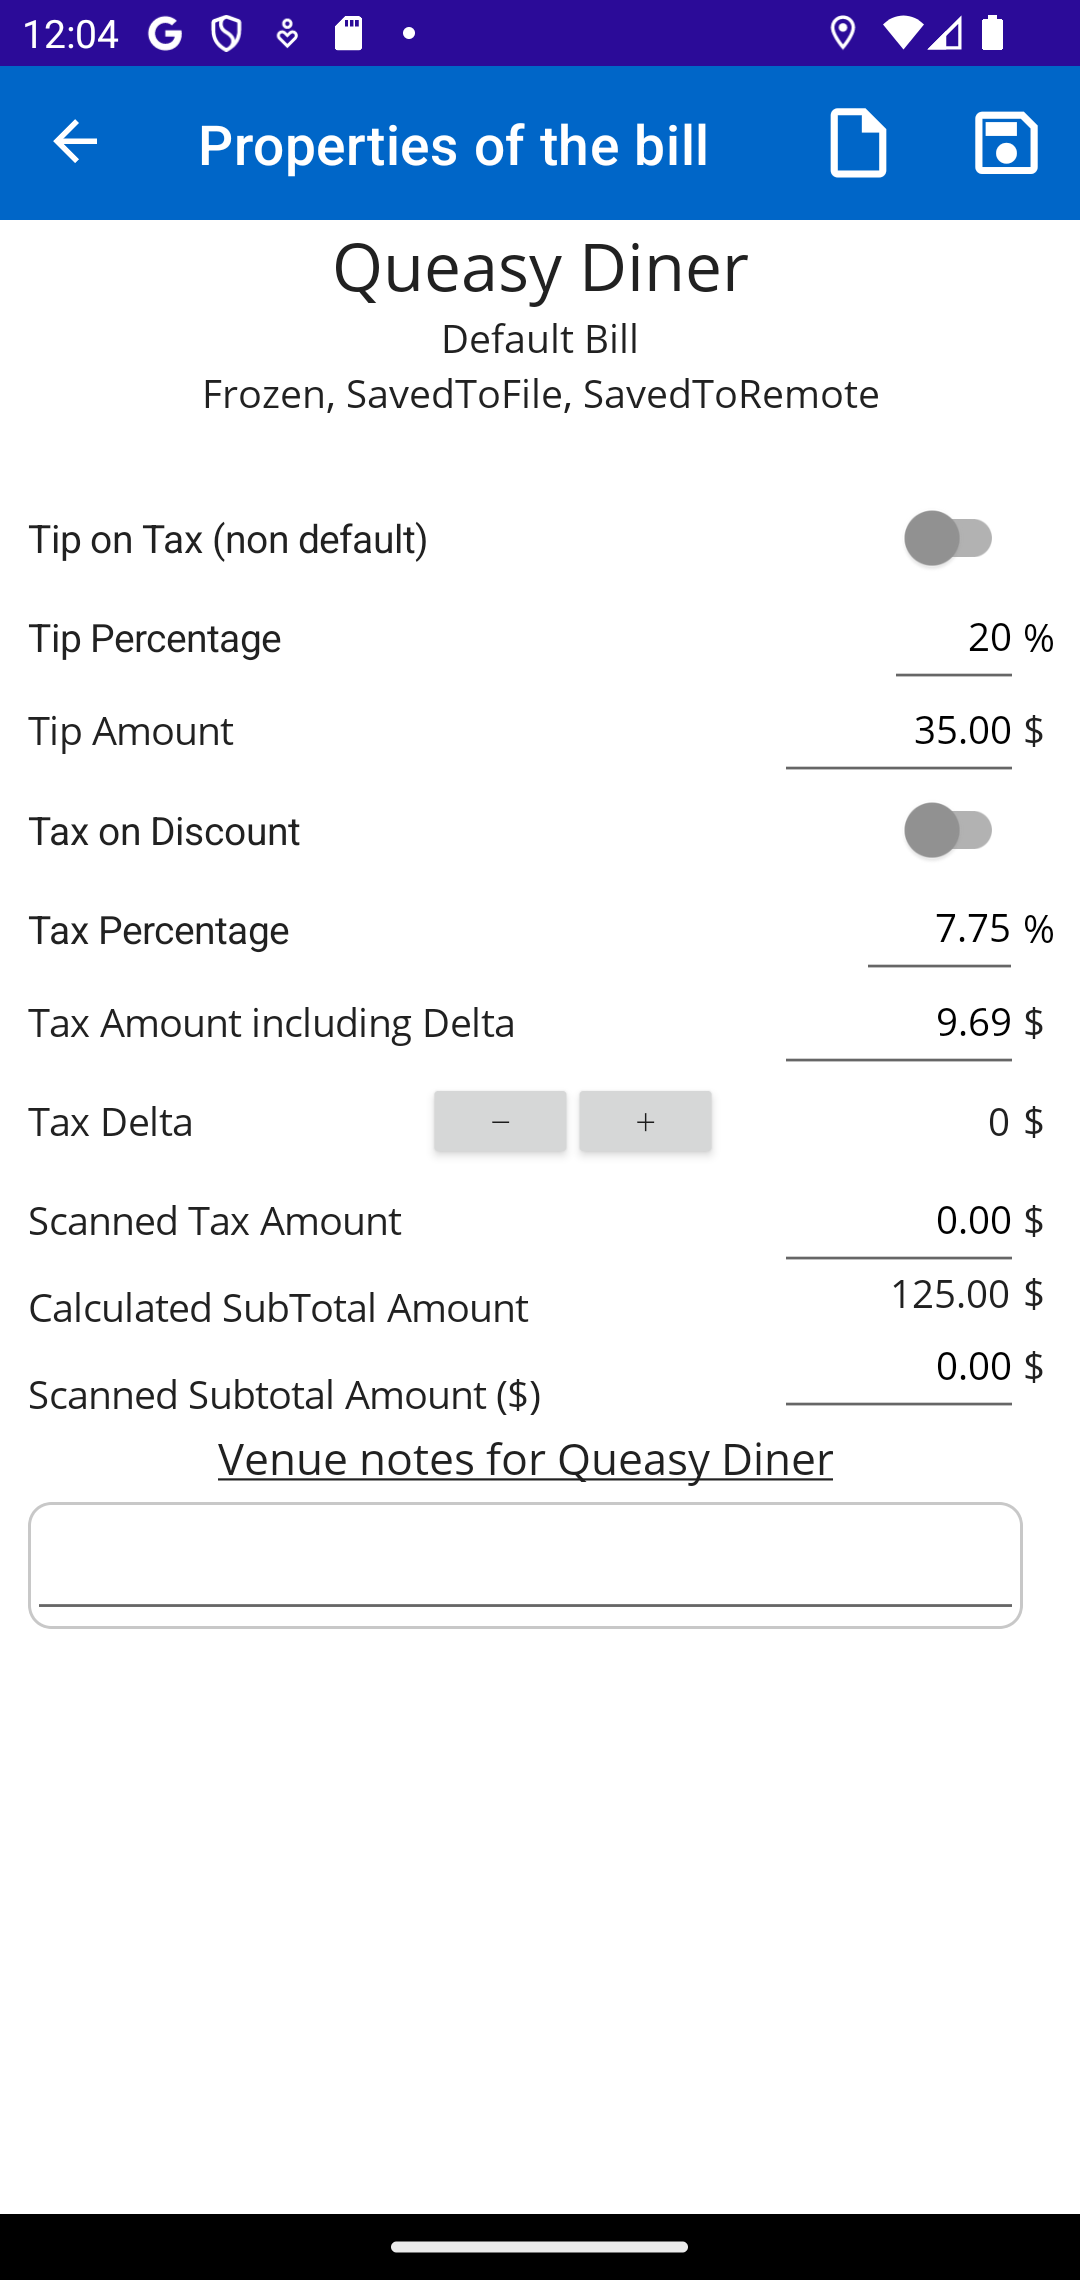 12:04
Properties of the bill
Queasy Diner
Default Bill
Frozen, SavedToFile, SavedToRemote
Tip on Tax (non default)
Tip Percentage 20 %
Tip Amount 35.00 $
Tax on Discount
Tax Percentage 7.75 %
Tax Amount including Delta 9.69 $
Tax Delta − + 0 $
Scanned Tax Amount 0.00 $
Calculated SubTotal Amount 125.00 $
Scanned Subtotal Amount ($) 0.00 $
Venue notes for Queasy Diner